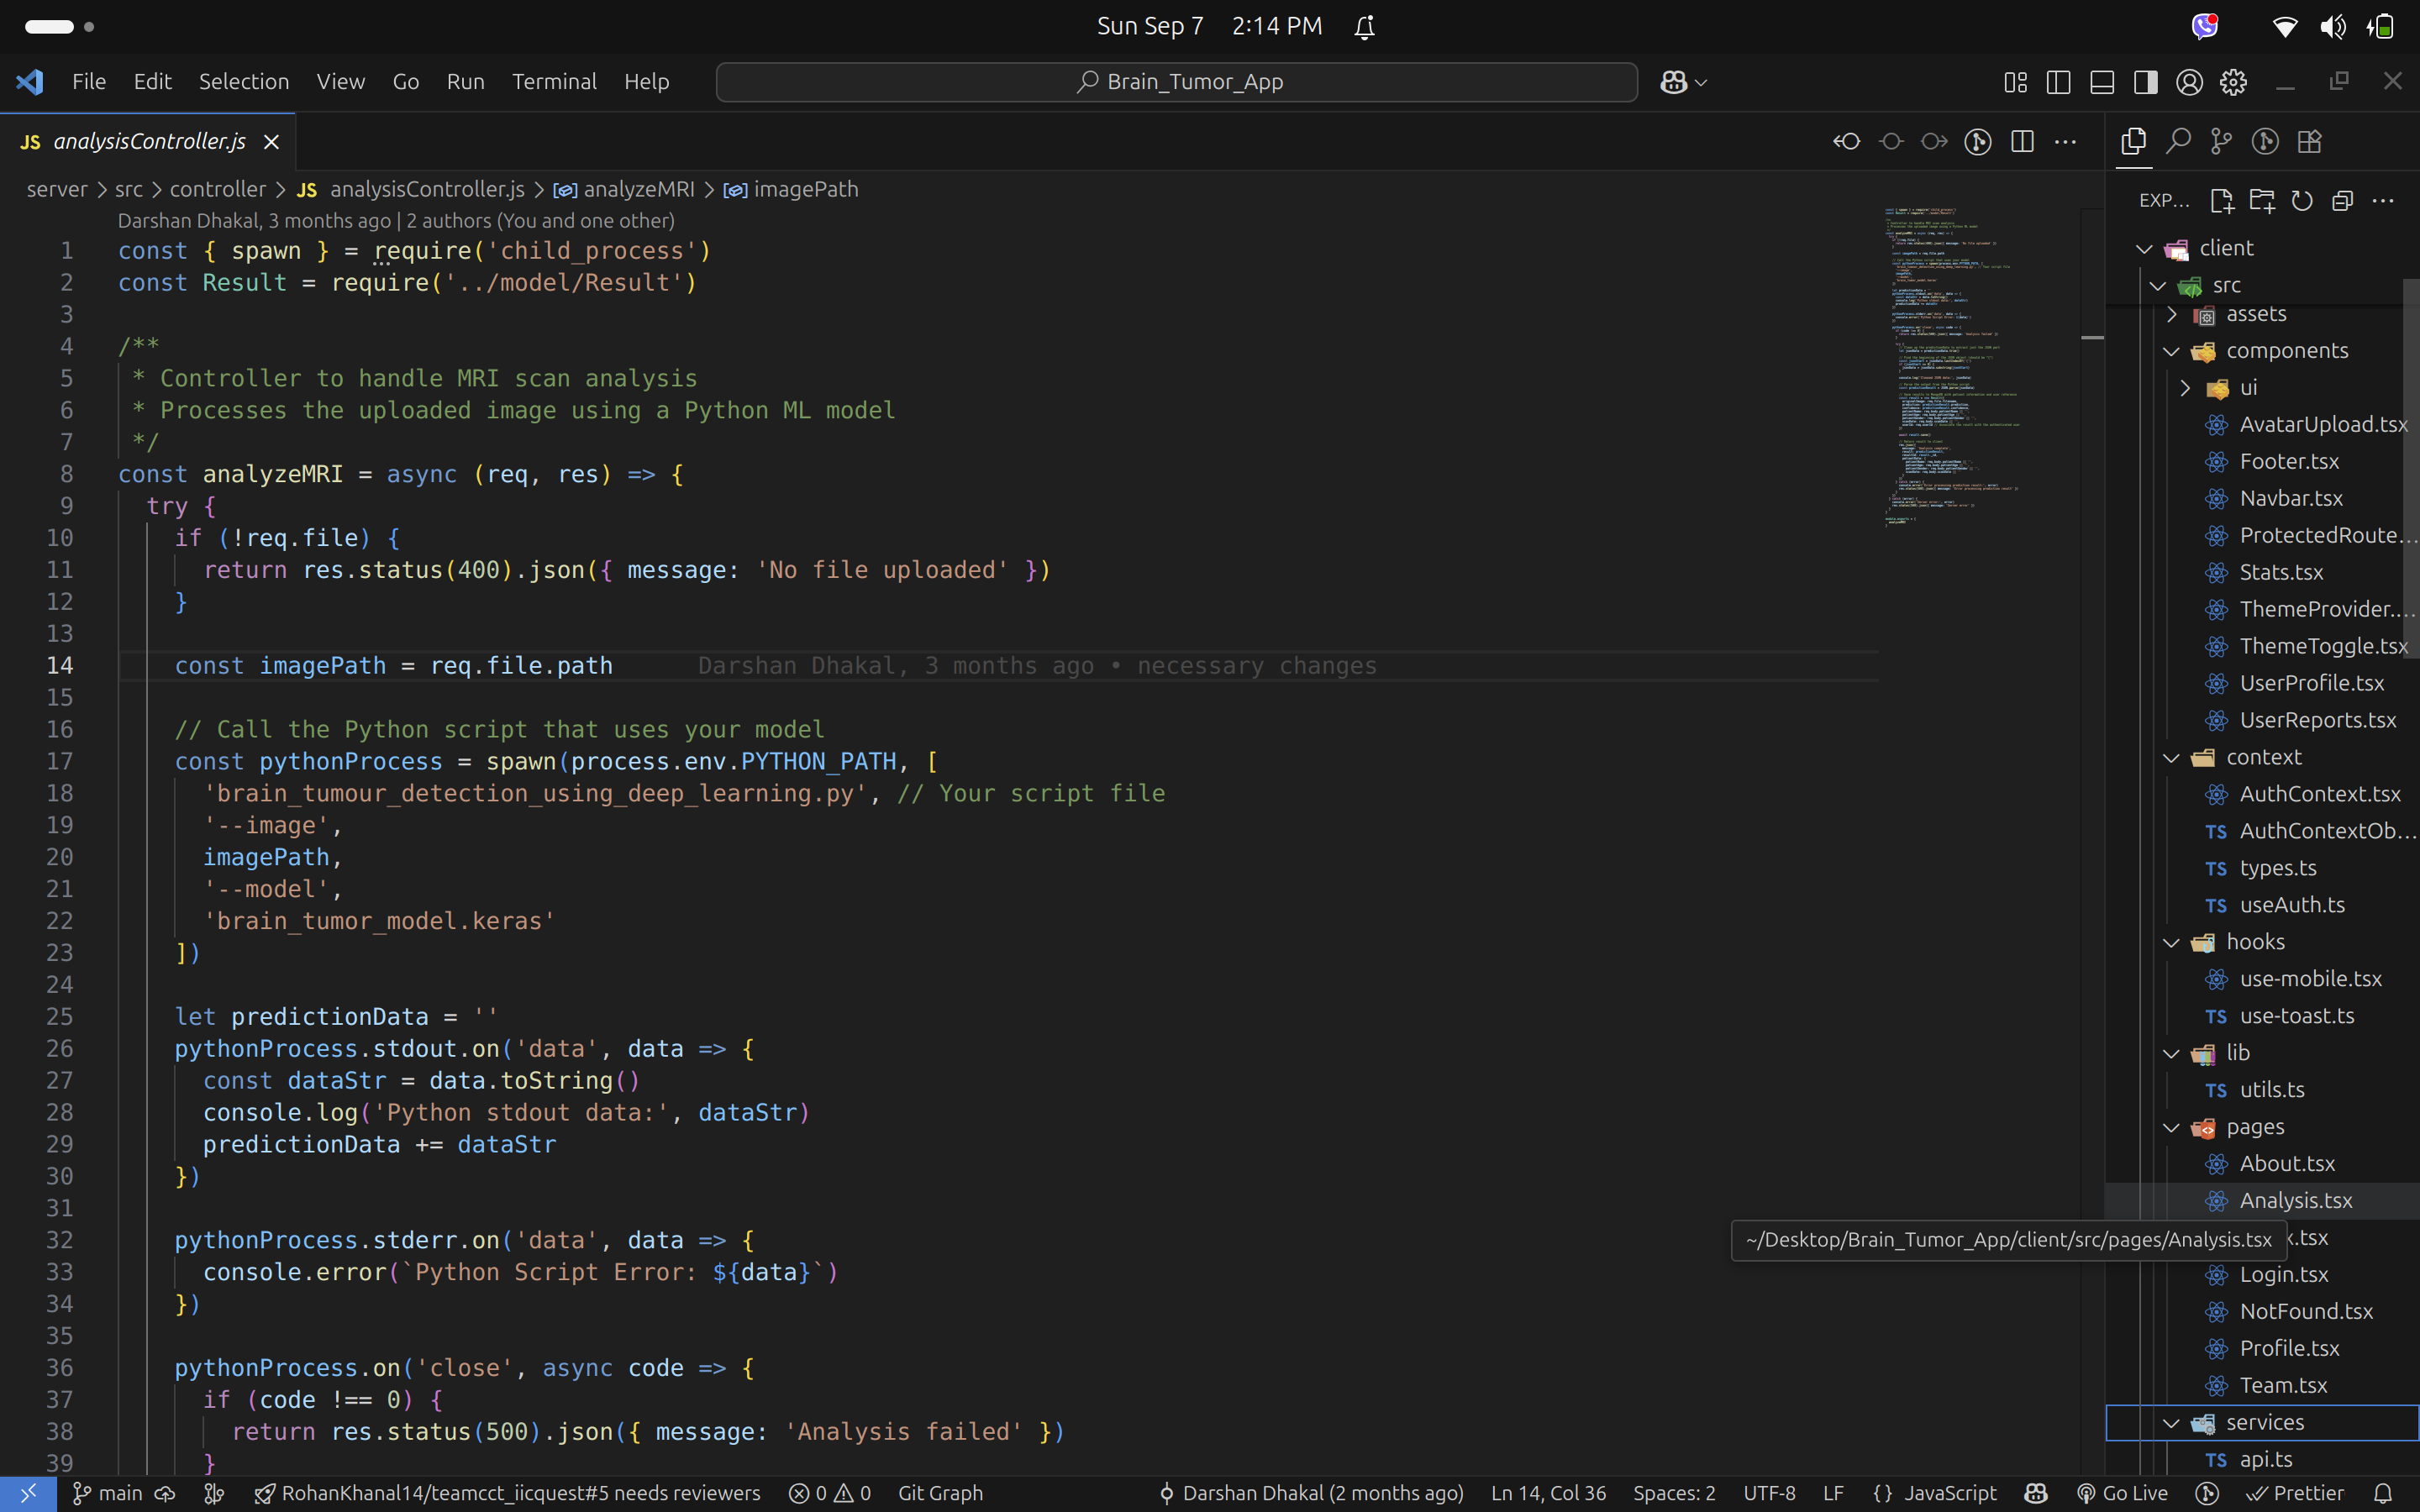 Sun Sep 7 2:14 PM
File Edit Selection View Go Run Terminal Help
Brain_Tumor_App
JS analysisController.js
EXP...
server > src > controller > JS analysisController.js > analyzeMRI > imagePath
Darshan Dhakal, 3 months ago | 2 authors (You and one other)
1 const { spawn } = require('child_process')
2 const Result = require('../model/Result')
3
4 /**
5 * Controller to handle MRI scan analysis
6 * Processes the uploaded image using a Python ML model
7 */
8 const analyzeMRI = async (req, res) => {
9 try {
10 if (!req.file) {
11 return res.status(400).json({ message: 'No file uploaded' })
12 }
13
14 const imagePath = req.file.path Darshan Dhakal, 3 months ago • necessary changes
15
16 // Call the Python script that uses your model
17 const pythonProcess = spawn(process.env.PYTHON_PATH, [
18 'brain_tumour_detection_using_deep_learning.py', // Your script file
19 '--image',
20 imagePath,
21 '--model',
22 'brain_tumor_model.keras'
23 ])
24
25 let predictionData = ''
26 pythonProcess.stdout.on('data', data => {
27 const dataStr = data.toString()
28 console.log('Python stdout data:', dataStr)
29 predictionData += dataStr
30 })
31
32 pythonProcess.stderr.on('data', data => {
33 console.error(`Python Script Error: ${data}`)
34 })
35
36 pythonProcess.on('close', async code => {
37 if (code !== 0) {
38 return res.status(500).json({ message: 'Analysis failed' })
39 }
client
src
assets
components
ui
AvatarUpload.tsx
Footer.tsx
Navbar.tsx
ProtectedRoute...
Stats.tsx
ThemeProvider....
ThemeToggle.tsx
UserProfile.tsx
UserReports.tsx
context
AuthContext.tsx
TS AuthContextOb...
TS types.ts
TS useAuth.ts
hooks
use-mobile.tsx
TS use-toast.ts
lib
TS utils.ts
pages
About.tsx
Analysis.tsx
~/Desktop/Brain_Tumor_App/client/src/pages/Analysis.tsx
x.tsx
Login.tsx
NotFound.tsx
Profile.tsx
Team.tsx
services
TS api.ts
main RohanKhanal14/teamcct_iicquest#5 needs reviewers 0 0 Git Graph Darshan Dhakal (2 months ago) Ln 14, Col 36 Spaces: 2 UTF-8 LF {} JavaScript Go Live Prettier